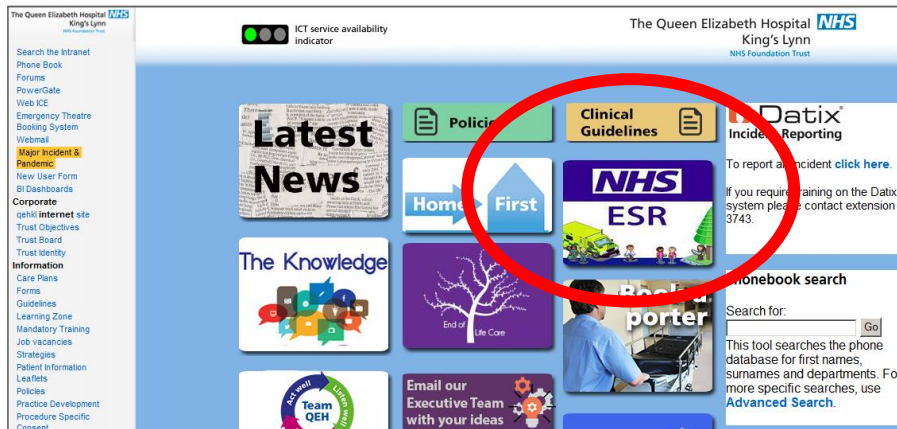 The Queen Elizabeth Hospital NHS
King's Lynn
NHS Foundation Trust
Search the Intranet
Phone Book
Forums
PowerGate
Web ICE
Emergency Theatre
Booking System
Webmail
Major Incident &
Pandemic
New User Form
BI Dashboards
Corporate
qehkl internet site
Trust Objectives
Trust Board
Trust Identity
Information
Care Plans
Forms
Guidelines
Learning Zone
Mandatory Training
Job vacancies
Strategies
Patient Information
Leaflets
Policies
Practice Development
Procedure Specific
Consent
ICT service availability
indicator
The Queen Elizabeth Hospital NHS
King's Lynn
NHS Foundation Trust
Latest
News
Clinical
Guidelines
Home First
NHS
ESR
Datix
Incident Reporting
To report an incident click here.
If you require training on the Datix
system please contact extension
3743.
The Knowledge
End of Life Care
porter
search
Search for:
Go
This tool searches the phone
database for first names,
surnames and departments. Fo
more specific searches, use
Advanced Search.
Act well
Listen well
Team
QEH
Email our
Executive Team
with your ideas